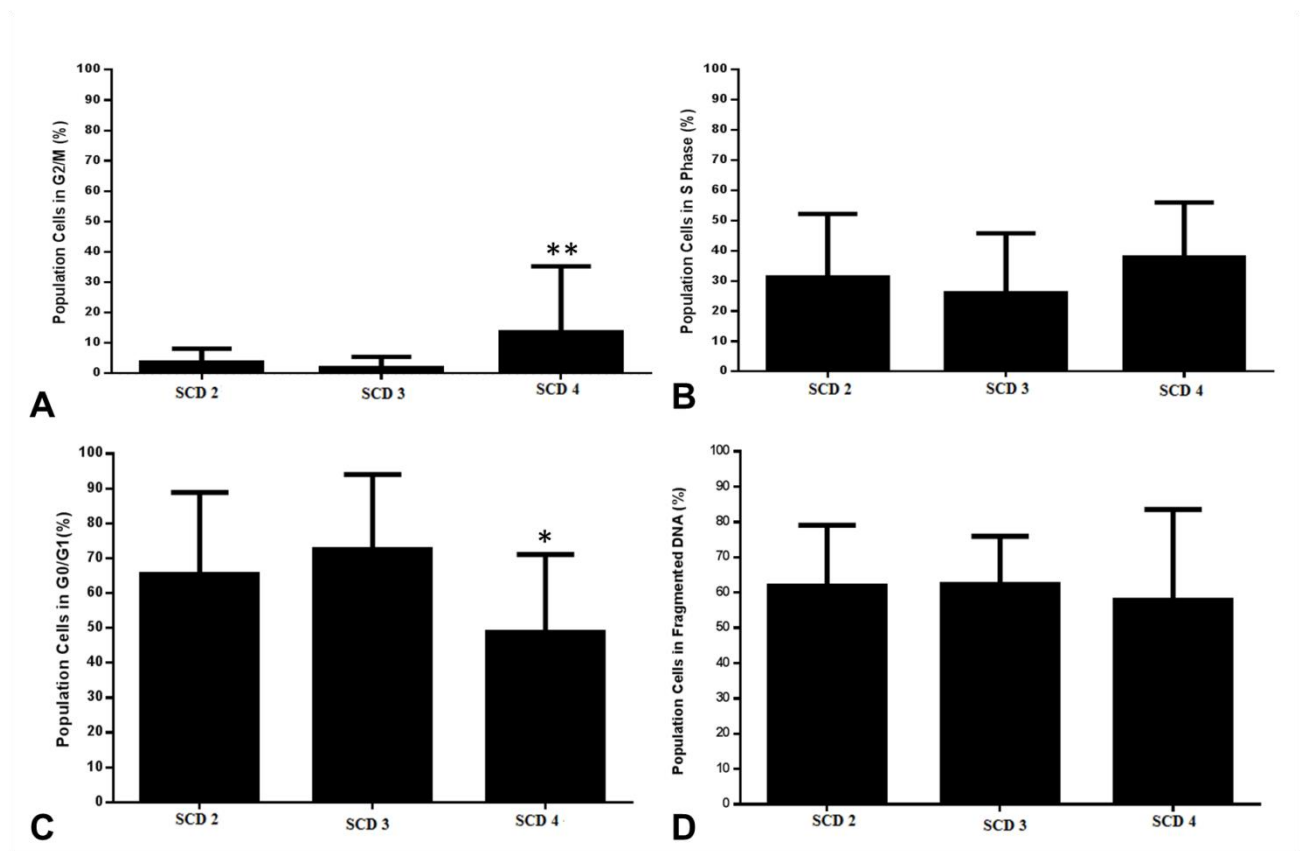 Population Cells in G2/M (%)
100
90
80
70
60
50
40
30
20
10
0
**
SCD 2
SCD 3
SCD 4
A
Population Cells in S Phase (%)
100
90
80
70
60
50
40
30
20
10
0
SCD 2
SCD 3
SCD 4
B
Population Cells in G0/G1(%)
100
90
80
70
60
50
40
30
20
10
0
*
SCD 2
SCD 3
SCD 4
C
Population Cells in Fragmented DNA (%)
100
90
80
70
60
50
40
30
20
10
0
SCD 2
SCD 3
SCD 4
D